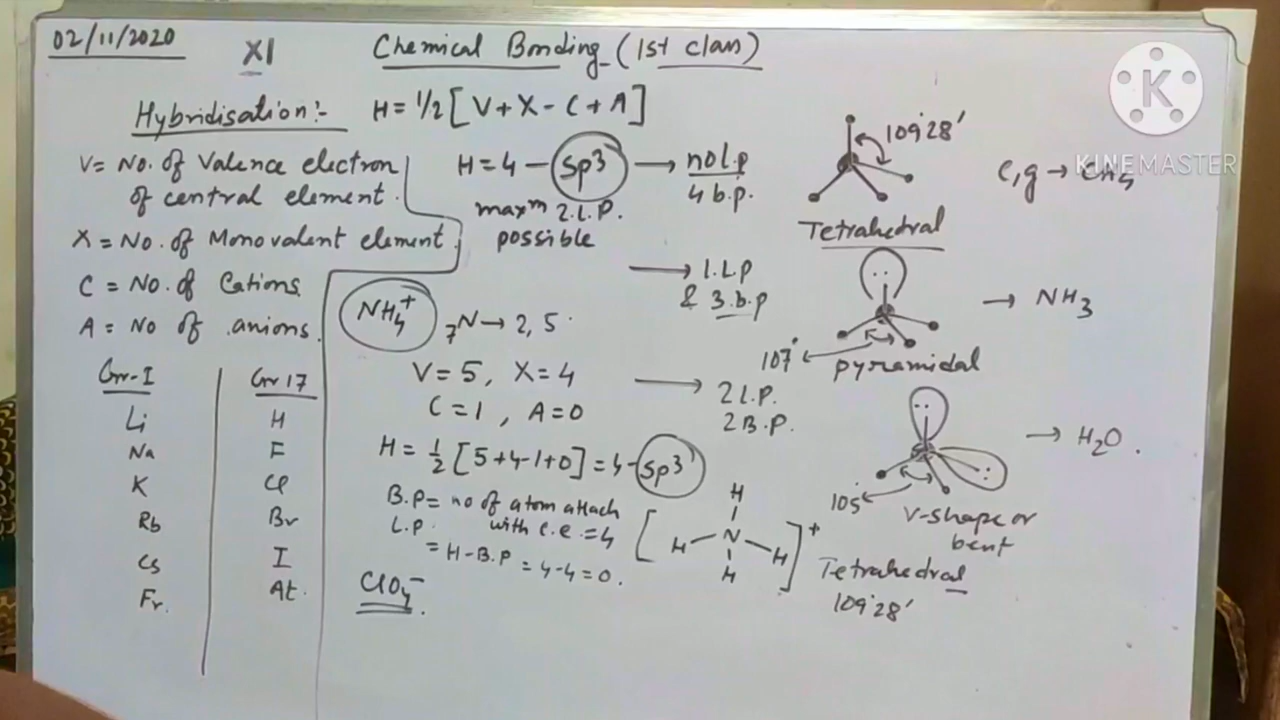 02/11/2020
XI
Chemical Bonding (1st class)
Hybridisation:-
H = 1/2 [V + X - C + A]
V = No. of Valence electron
of central element.
X = No. of Monovalent element
C = No. of Cations
A = No of anions.
Gr-I
Li
Na
K
Rb
Cs
Fr.
Gr 17
H
F
Cl
Br
I
At.
H = 4 - sp3 → no l.p
4 b.p.
maxm 2.L.P.
possible
109°28'
Tetrahedral
→ CH4
→ 1.L.P
& 3.b.p
107°
pyramidal
→ NH3
→ 2L.P.
2B.P.
105°
V-shape or
bent
→ H2O.
NH4+
7N → 2, 5
V = 5, X = 4
C = 1, A = 0
H = 1/2 [5+4-1+0] = 4 - sp3
B.P = no of atom attach
with c.e = 4
L.P.
= H - B.P = 4-4 = 0.
[
H
H N H
H
]+
Tetrahedral
109°28'
ClO4-.
K
KINEMASTER